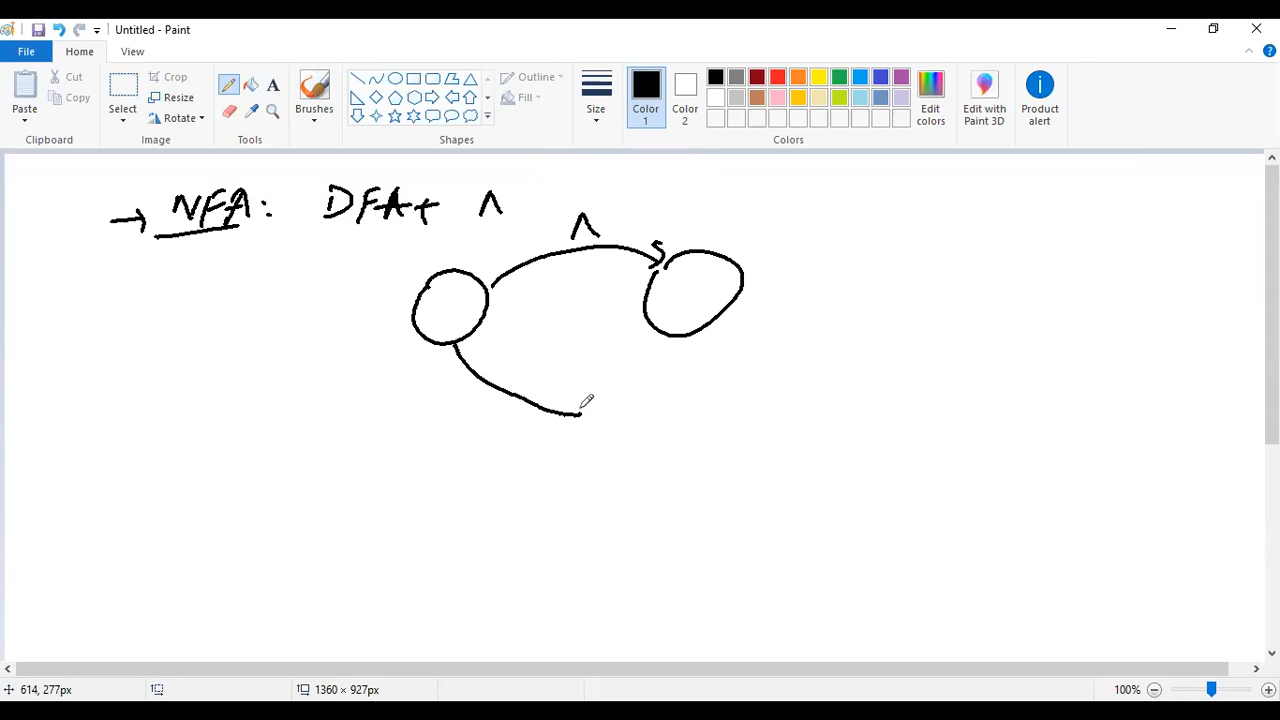 Untitled - Paint
File Home View
Paste
Cut
Copy
Clipboard
Select
Crop
Resize
Rotate
Image
Tools
Brushes
Shapes
Outline
Fill
Size
Color 1
Color 2
Edit colors
Colors
Edit with Paint 3D
Product alert
→ NFA: DFA+ ^
^
614, 277px
1360 × 927px
100%